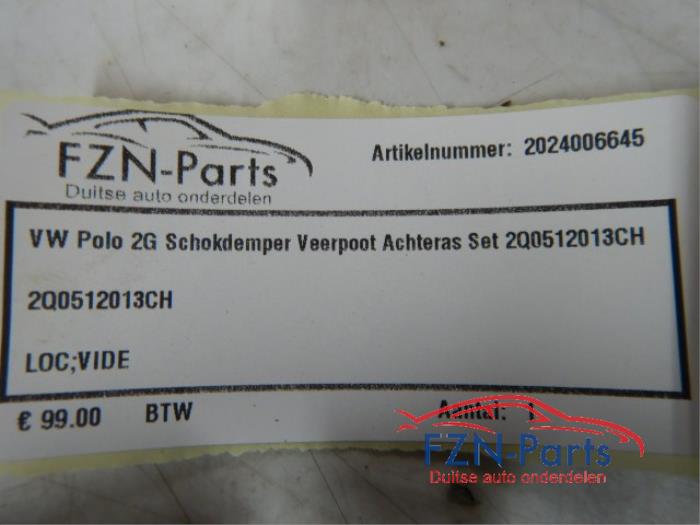 FZN-Parts
Duitse auto onderdelen
Artikelnummer: 2024006645
VW Polo 2G Schokdemper Veerpoot Achteras Set 2Q0512013CH
2Q0512013CH
LOC;VIDE
€ 99.00 BTW Aantal: 1
FZN-Parts
Duitse auto onderdelen